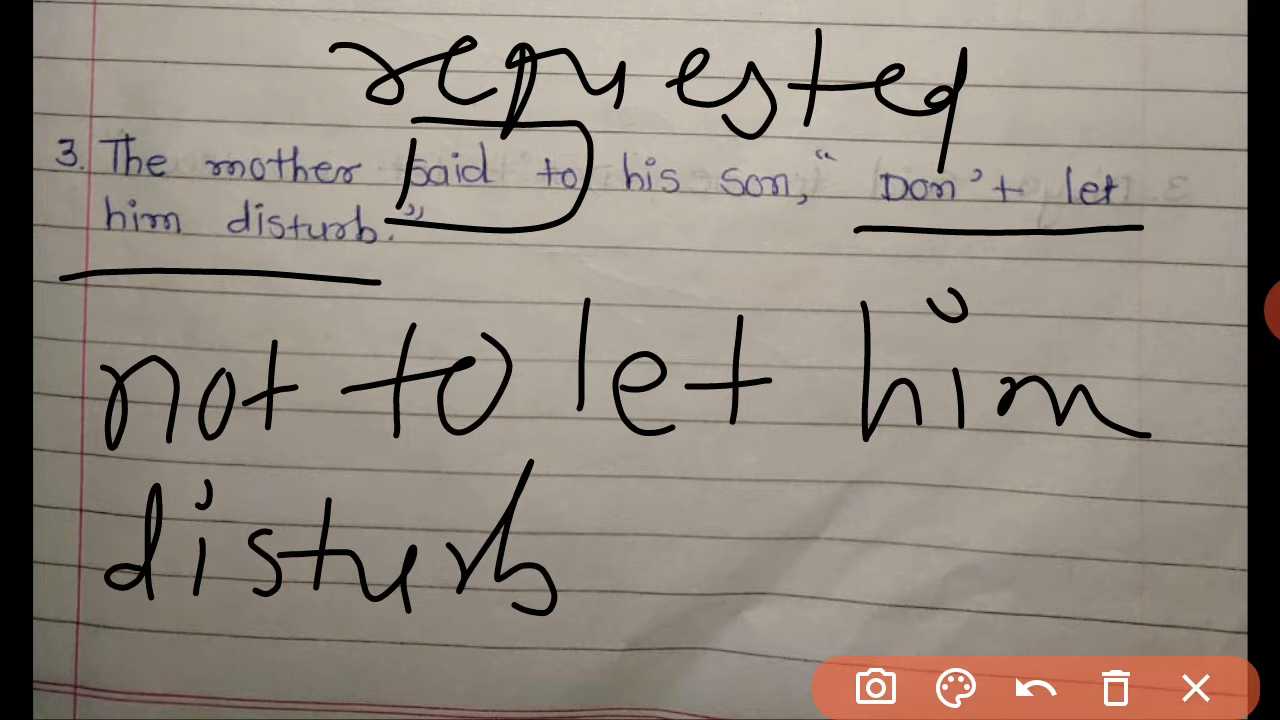 requested
3. The mother said to his son, “ Don't let
him disturb.”
not to let him
disturb